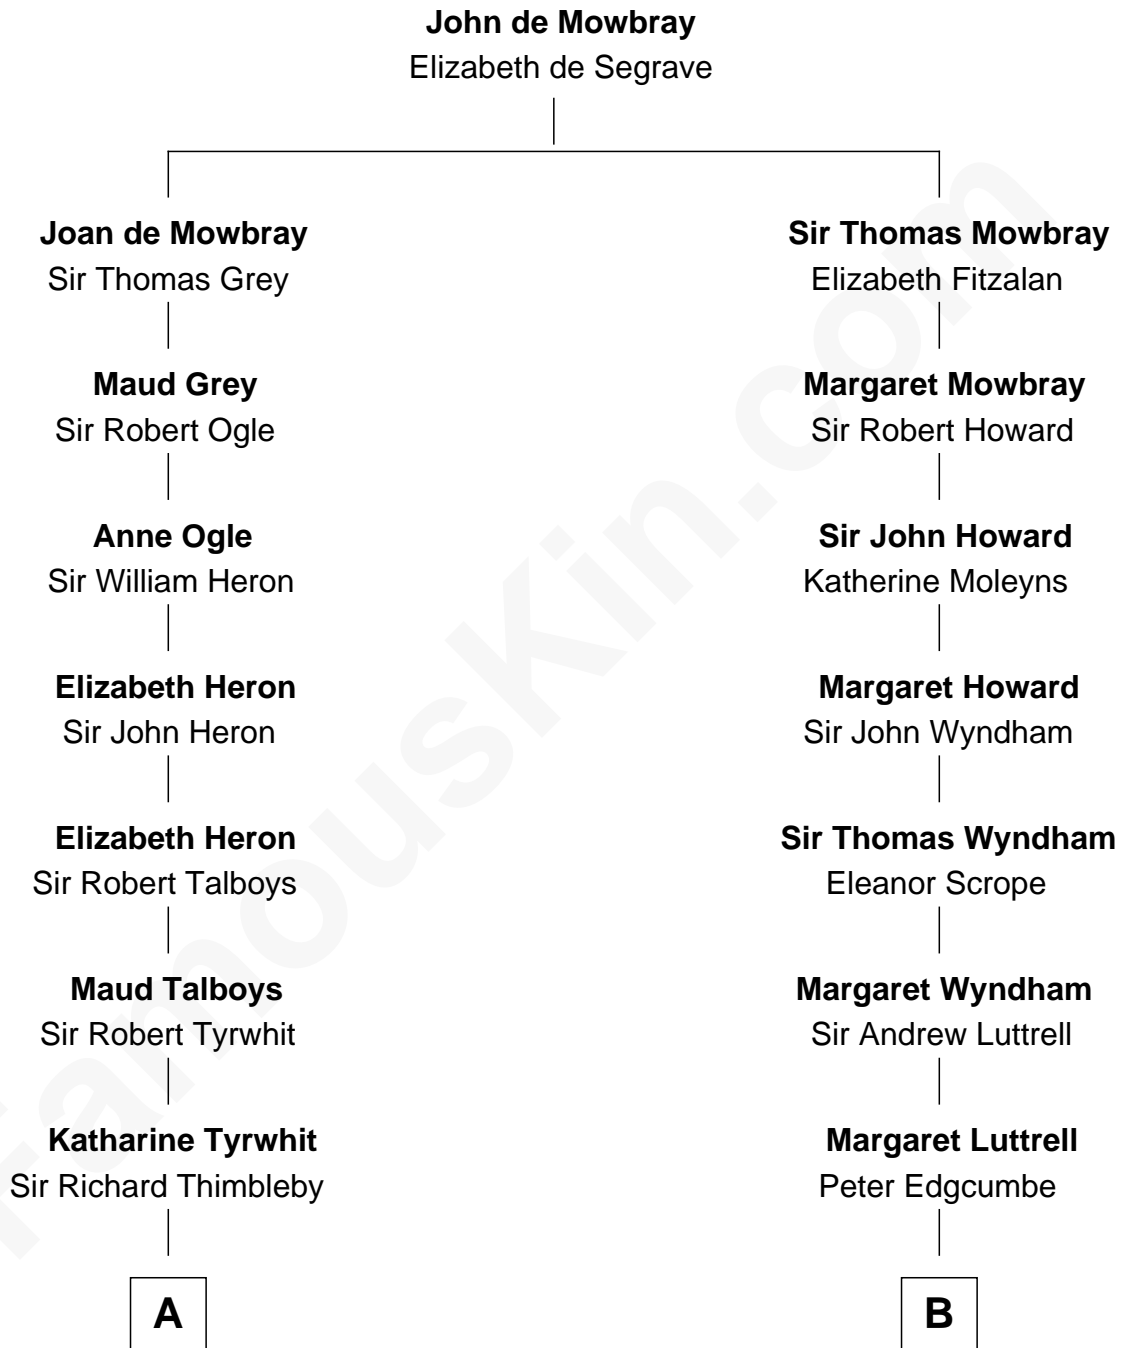 John de Mowbray
Elizabeth de Segrave
Joan de Mowbray
Sir Thomas Grey
Sir Thomas Mowbray
Elizabeth Fitzalan
Maud Grey
Sir Robert Ogle
Margaret Mowbray
Sir Robert Howard
Anne Ogle
Sir William Heron
Sir John Howard
Katherine Moleyns
Elizabeth Heron
Sir John Heron
Margaret Howard
Sir John Wyndham
Elizabeth Heron
Sir Robert Talboys
Sir Thomas Wyndham
Eleanor Scrope
Maud Talboys
Sir Robert Tyrwhit
Margaret Wyndham
Sir Andrew Luttrell
Katharine Tyrwhit
Sir Richard Thimbleby
Margaret Luttrell
Peter Edgcumbe
A
B
FamousKin.com